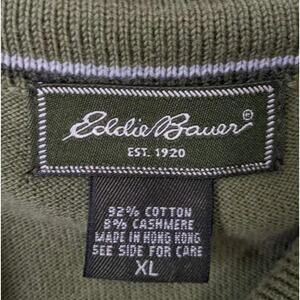 Eddie Bauer®
EST. 1920
92% COTTON
8% CASHMERE
MADE IN HONG KONG
SEE SIDE FOR CARE
XL